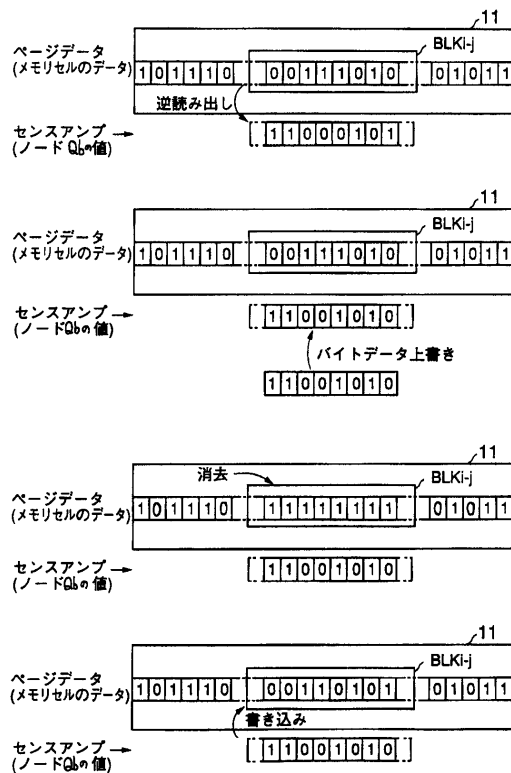 11
BLKi-j
ページデータ
(メモリセルのデータ)
1 0 1 1 1 0 0 0 1 1 1 0 1 0 0 1 0 1 1
逆読み出し
センスアンプ
(ノードQbの値)
1 1 0 0 0 1 0 1
11
BLKi-j
ページデータ
(メモリセルのデータ)
1 0 1 1 1 0 0 0 1 1 1 0 1 0 0 1 0 1 1
センスアンプ
(ノードQbの値)
1 1 0 0 1 0 1 0
バイトデータ上書き
1 1 0 0 1 0 1 0
11
消去
BLKi-j
ページデータ
(メモリセルのデータ)
1 0 1 1 1 0 1 1 1 1 1 1 1 1 0 1 0 1 1
センスアンプ
(ノードQbの値)
1 1 0 0 1 0 1 0
11
BLKi-j
ページデータ
(メモリセルのデータ)
1 0 1 1 1 0 0 0 1 1 0 1 0 1 0 1 0 1 1
書き込み
センスアンプ
(ノードQbの値)
1 1 0 0 1 0 1 0